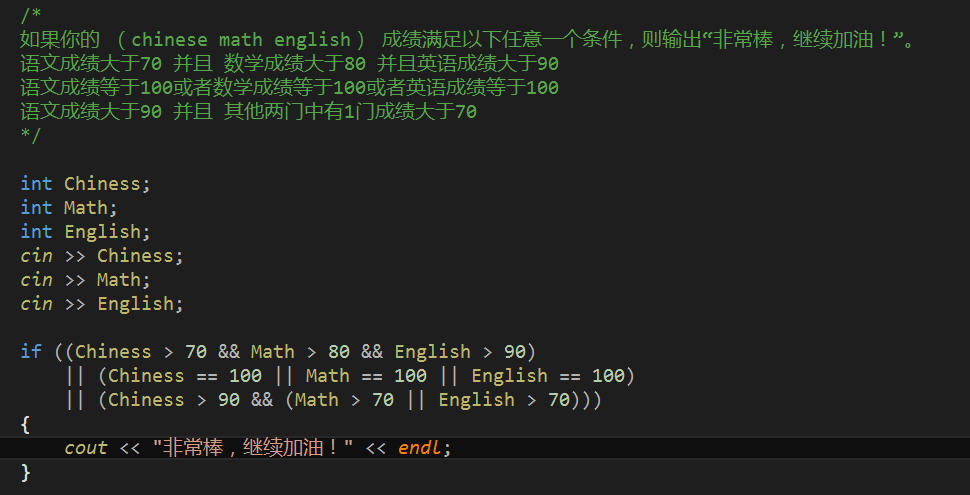 /*
如果你的 （chinese math english） 成绩满足以下任意一个条件，则输出“非常棒，继续加油！”。
语文成绩大于70 并且 数学成绩大于80 并且英语成绩大于90
语文成绩等于100或者数学成绩等于100或者英语成绩等于100
语文成绩大于90 并且 其他两门中有1门成绩大于70
*/
int Chiness;
int Math;
int English;
cin >> Chiness;
cin >> Math;
cin >> English;
if ((Chiness > 70 && Math > 80 && English > 90)
|| (Chiness == 100 || Math == 100 || English == 100)
|| (Chiness > 90 && (Math > 70 || English > 70)))
{
cout << "非常棒，继续加油！" << endl;
}